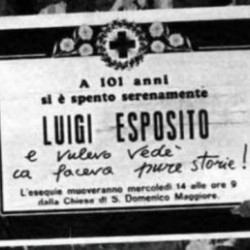 A 101 anni
si è spento serenamente
LUIGI ESPOSITO
e vulevo vedé
ca faceva pure storie!
L'esequie muoveranno mercoledì 14 alle ore 9
dalla Chiesa di S. Domenico Maggiore.